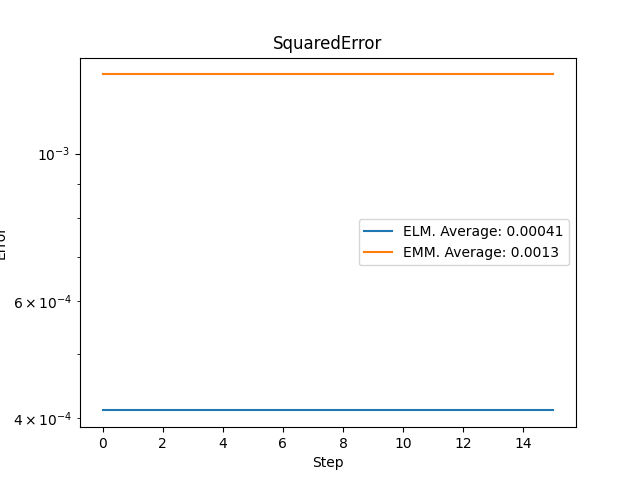 SquaredError
10⁻³
6 × 10⁻⁴
4 × 10⁻⁴
Error
ELM. Average: 0.00041
EMM. Average: 0.0013
0 2 4 6 8 10 12 14
Step